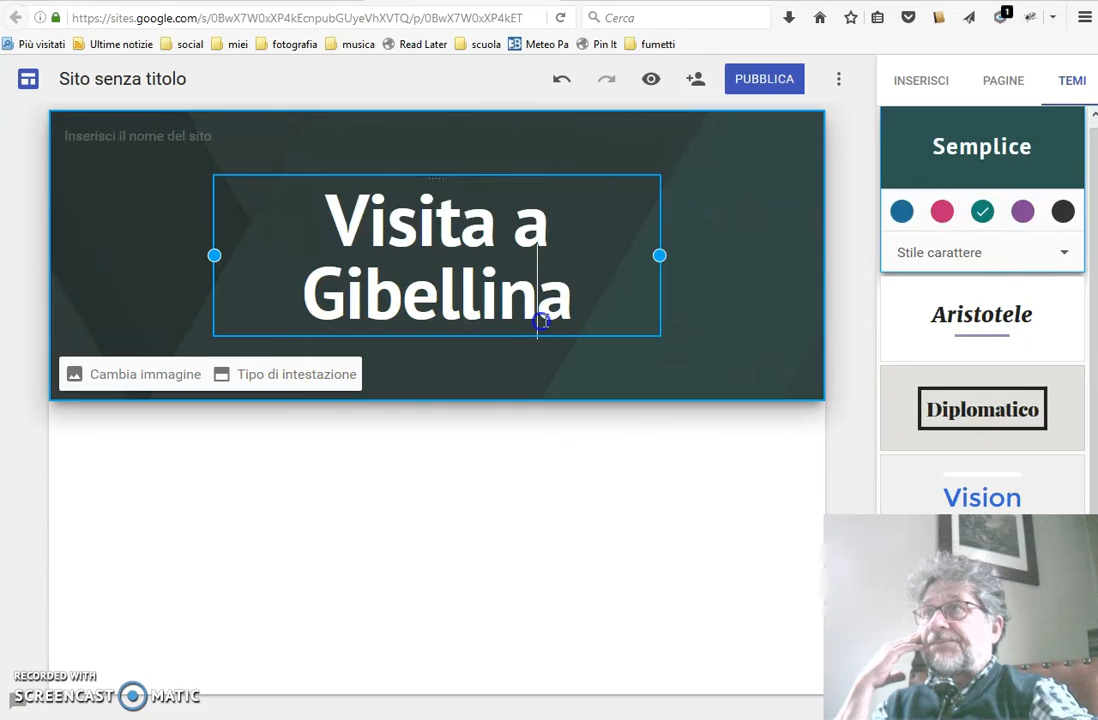 https://sites.google.com/s/0BwX7W0xXP4kEcnpubGUyeVhXVTQ/p/0BwX7W0xXP4kET
Cerca
1
Più visitati
Ultime notizie
social
miei
fotografia
musica
Read Later
scuola
Meteo Pa
Pin It
fumetti
Sito senza titolo
PUBBLICA
INSERISCI
PAGINE
TEMI
Inserisci il nome del sito
Visita a
Gibellina
Cambia immagine
Tipo di intestazione
Semplice
Stile carattere
Aristotele
Diplomatico
Vision
RECORDED WITH
SCREENCAST MATIC